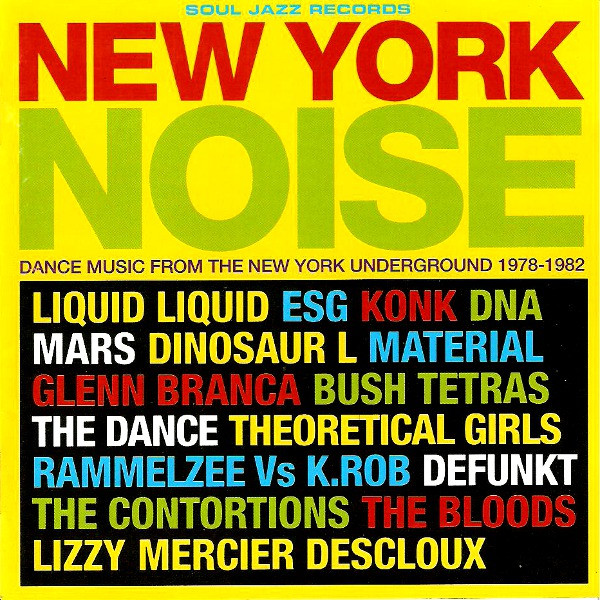 SOUL JAZZ RECORDS
NEW YORK
NOISE
DANCE MUSIC FROM THE NEW YORK UNDERGROUND 1978-1982
LIQUID LIQUID ESG KONK DNA
MARS DINOSAUR L MATERIAL
GLENN BRANCA BUSH TETRAS
THE DANCE THEORETICAL GIRLS
RAMMELZEE Vs K.ROB DEFUNKT
THE CONTORTIONS THE BLOODS
LIZZY MERCIER DESCLOUX